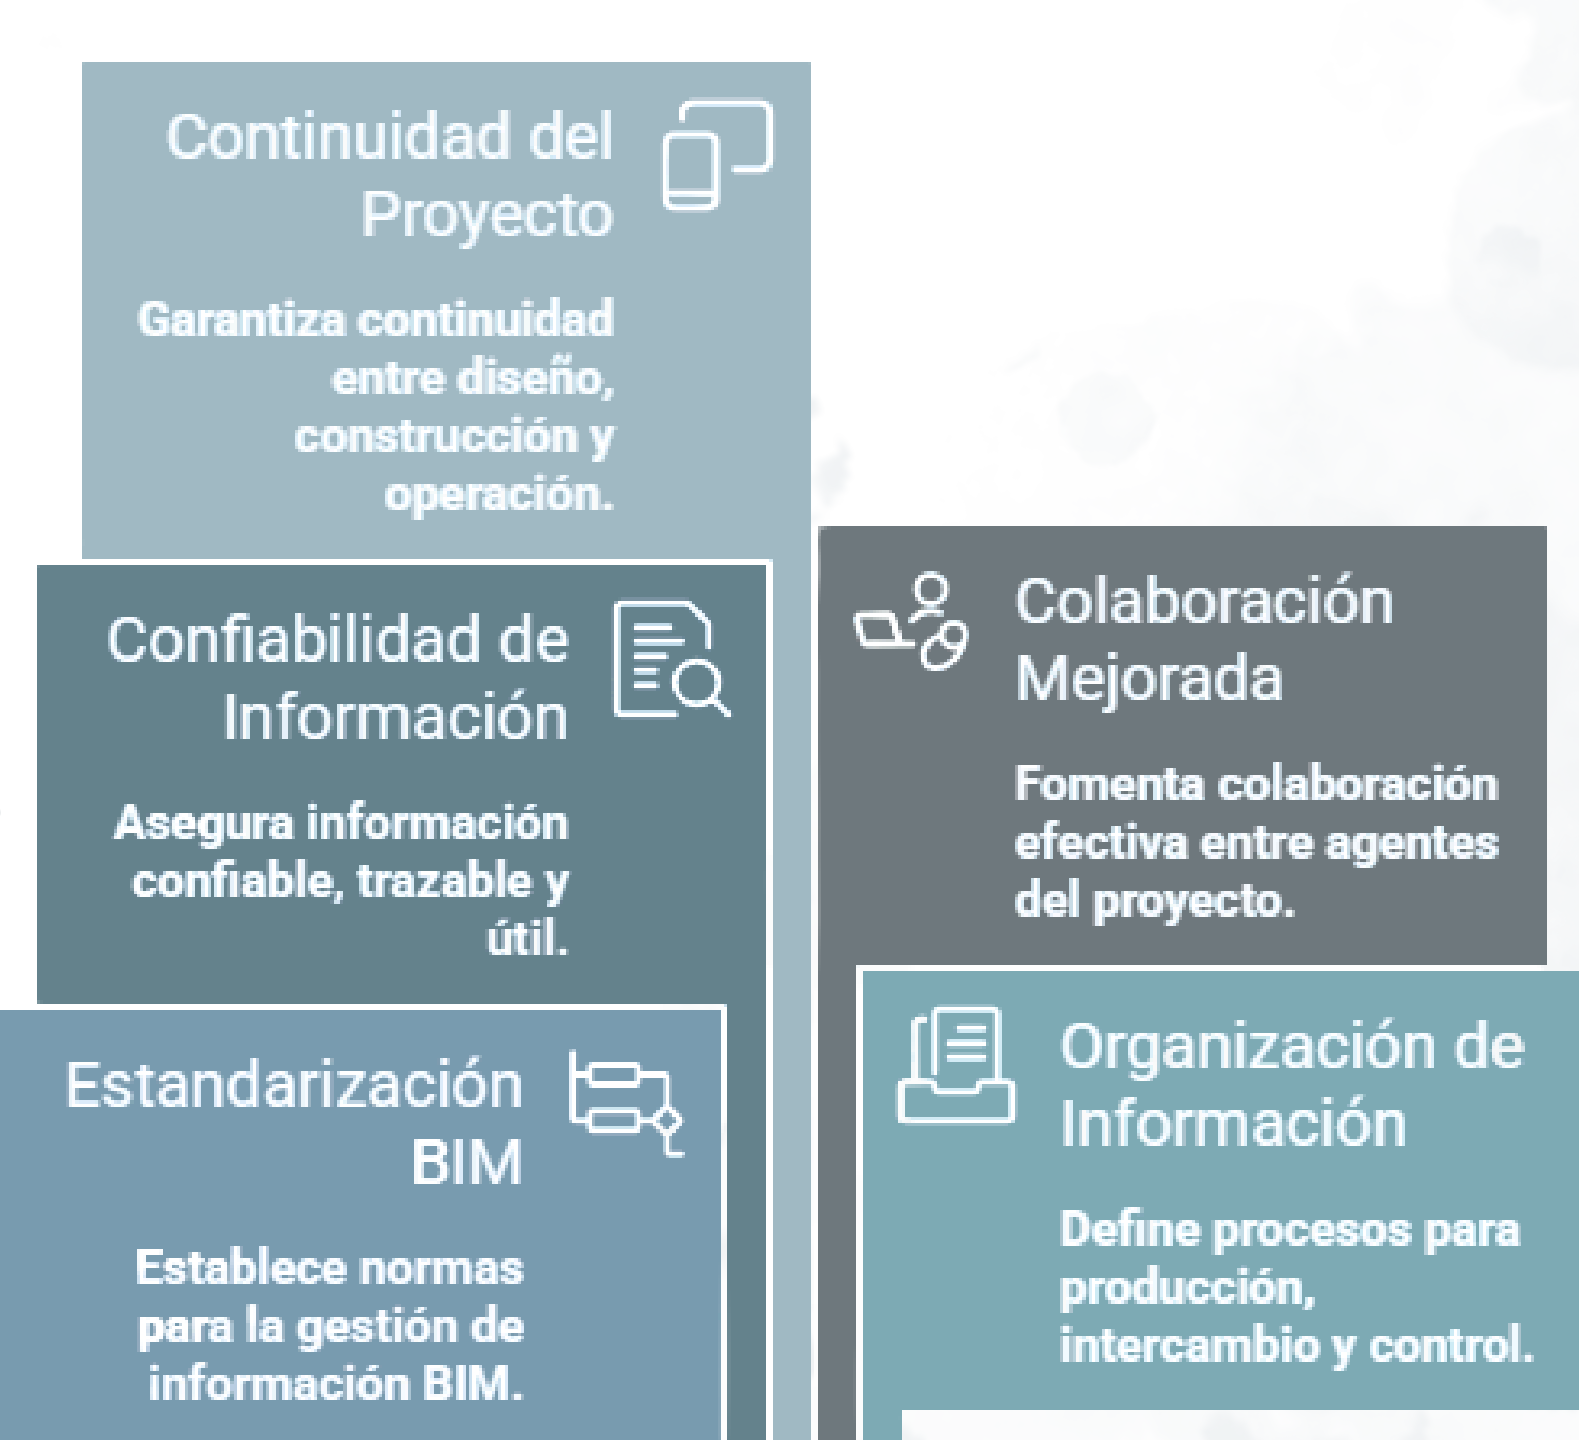 Continuidad del
Proyecto
Garantiza continuidad
entre diseño,
construcción y
operación.
Confiabilidad de
Información
Asegura información
confiable, trazable y
útil.
Estandarización
BIM
Establece normas
para la gestión de
información BIM.
Colaboración
Mejorada
Fomenta colaboración
efectiva entre agentes
del proyecto.
Organización de
Información
Define procesos para
producción,
intercambio y control.